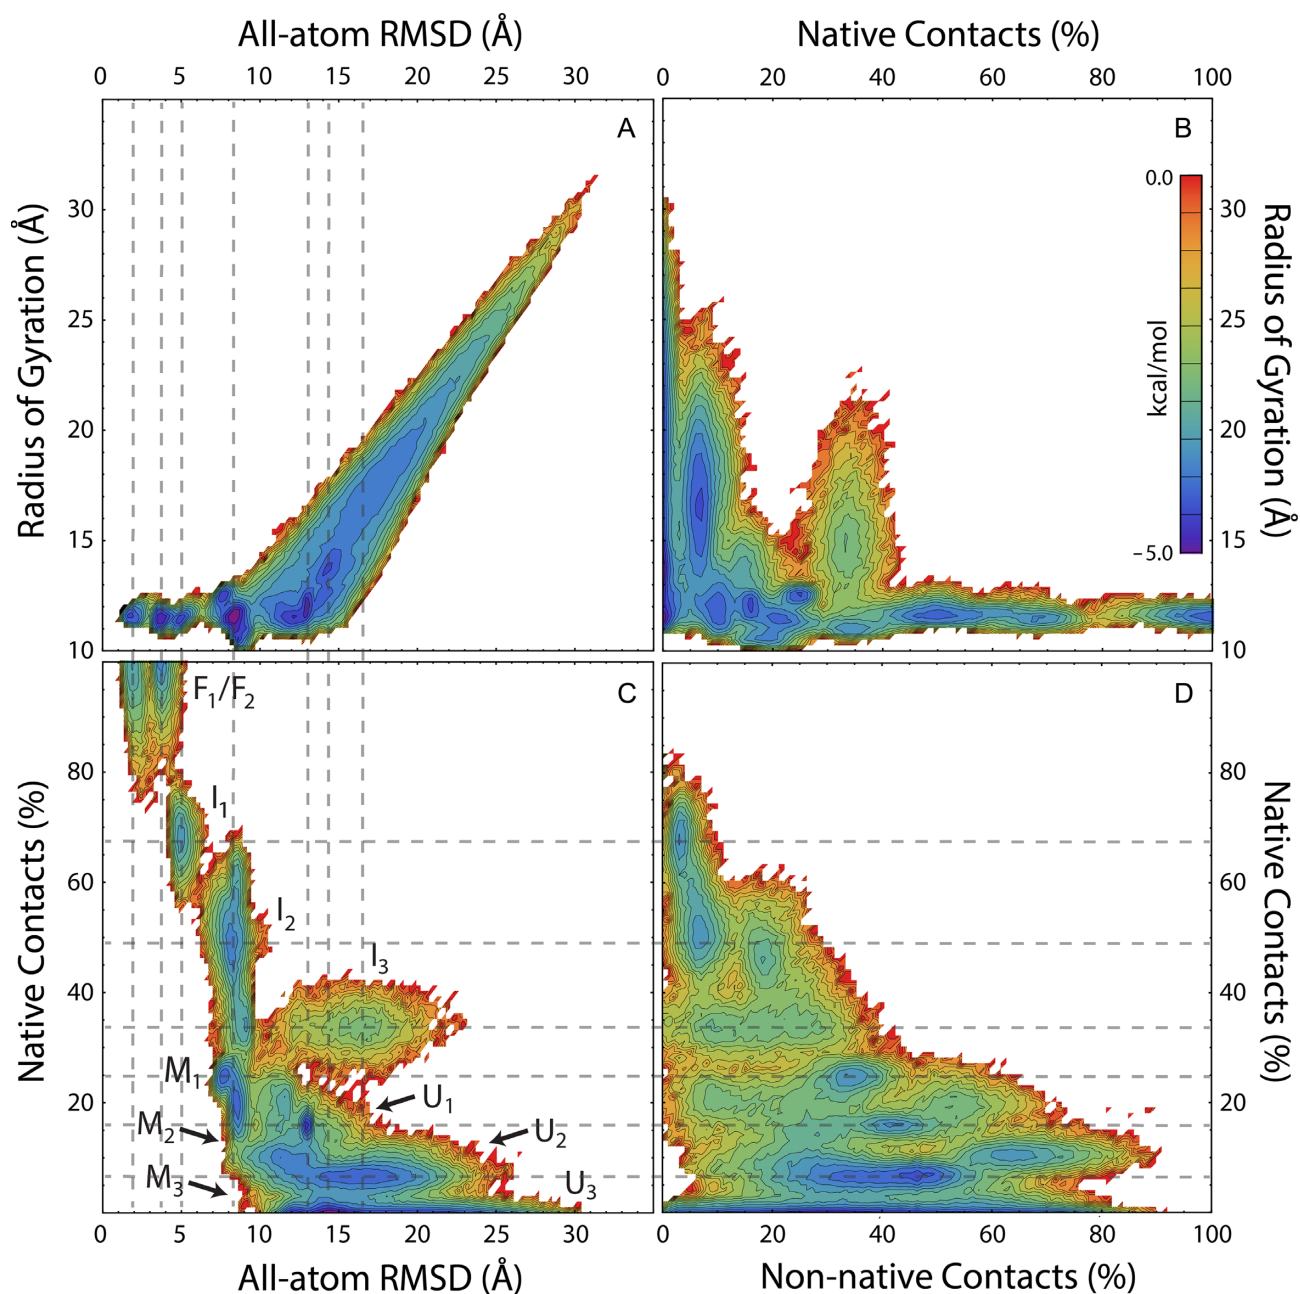 All-atom RMSD (Å)
Native Contacts (%)
0 5 10 15 20 25 30
0 20 40 60 80 100
A
B
Radius of Gyration (Å)
30
25
20
15
10
0.0
kcal/mol
−5.0
30
25
20
15
10
Radius of Gyration (Å)
C
D
F1/F2
I1
I2
I3
M1
M2
M3
U1
U2
U3
Native Contacts (%)
80
60
40
20
80
60
40
20
Native Contacts (%)
0 5 10 15 20 25 30
0 20 40 60 80 100
All-atom RMSD (Å)
Non-native Contacts (%)